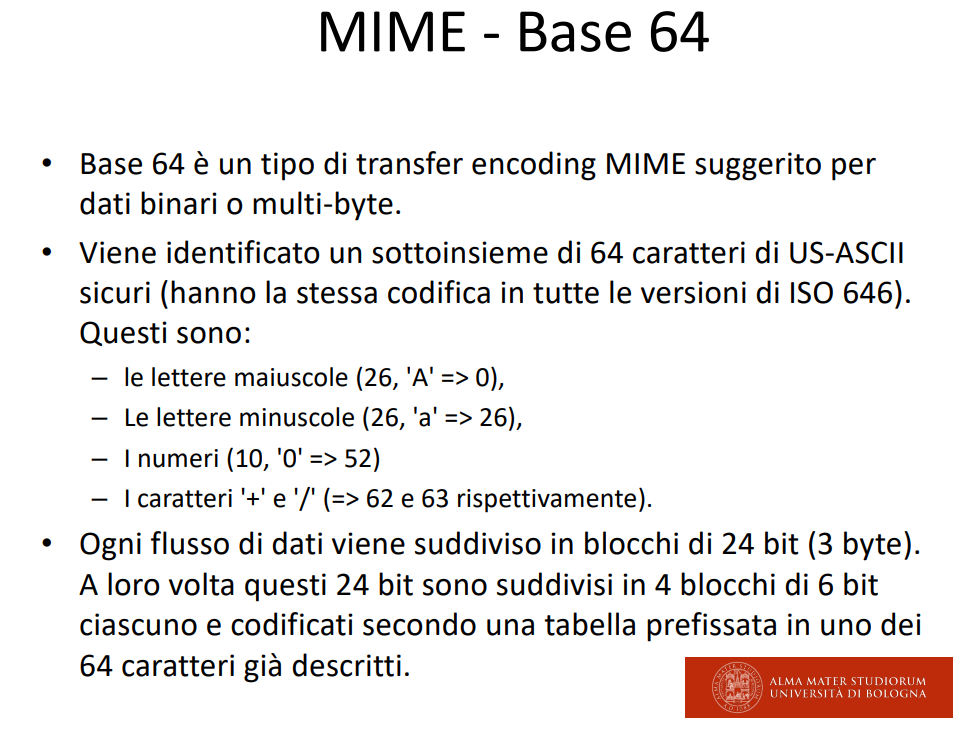 MIME - Base 64
• Base 64 è un tipo di transfer encoding MIME suggerito per
dati binari o multi-byte.
• Viene identificato un sottoinsieme di 64 caratteri di US-ASCII
sicuri (hanno la stessa codifica in tutte le versioni di ISO 646).
Questi sono:
– le lettere maiuscole (26, 'A' => 0),
– Le lettere minuscole (26, 'a' => 26),
– I numeri (10, '0' => 52)
– I caratteri '+' e '/' (=> 62 e 63 rispettivamente).
• Ogni flusso di dati viene suddiviso in blocchi di 24 bit (3 byte).
A loro volta questi 24 bit sono suddivisi in 4 blocchi di 6 bit
ciascuno e codificati secondo una tabella prefissata in uno dei
64 caratteri già descritti.
ALMA MATER STUDIORUM
UNIVERSITÀ DI BOLOGNA